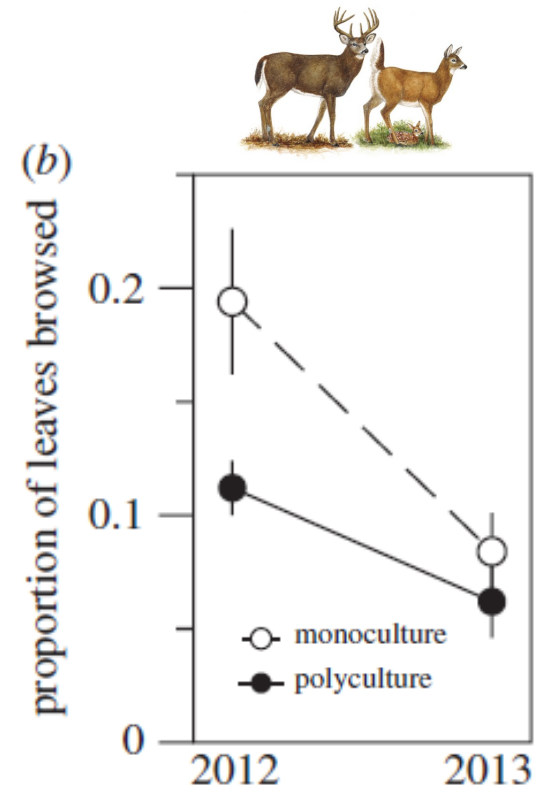 (b)
proportion of leaves browsed
0.2
0.1
0
monoculture
polyculture
2012 2013